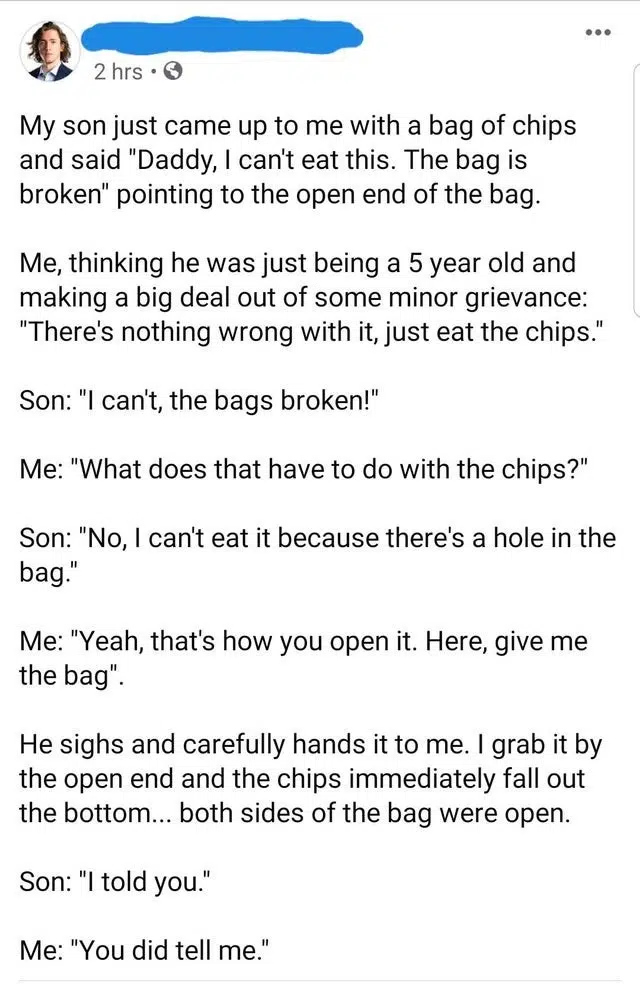 2 hrs •
My son just came up to me with a bag of chips
and said "Daddy, I can't eat this. The bag is
broken" pointing to the open end of the bag.
Me, thinking he was just being a 5 year old and
making a big deal out of some minor grievance:
"There's nothing wrong with it, just eat the chips."
Son: "I can't, the bags broken!"
Me: "What does that have to do with the chips?"
Son: "No, I can't eat it because there's a hole in the
bag."
Me: "Yeah, that's how you open it. Here, give me
the bag".
He sighs and carefully hands it to me. I grab it by
the open end and the chips immediately fall out
the bottom... both sides of the bag were open.
Son: "I told you."
Me: "You did tell me."